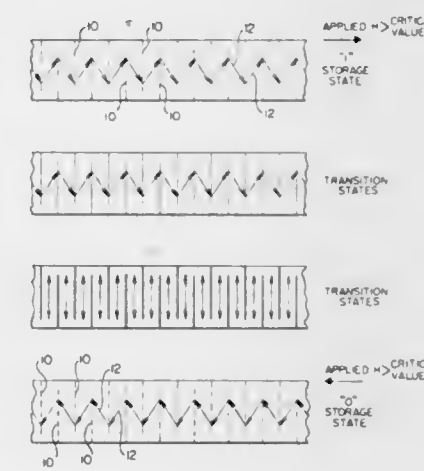 10 10 12 APPLIED H > CRITICAL
VALUE
"1"
STORAGE
STATE
10 10 12
TRANSITION
STATES
TRANSITION
STATES
10 10 12 APPLIED H > CRITICAL
VALUE
"0"
STORAGE
STATE
10 10 12